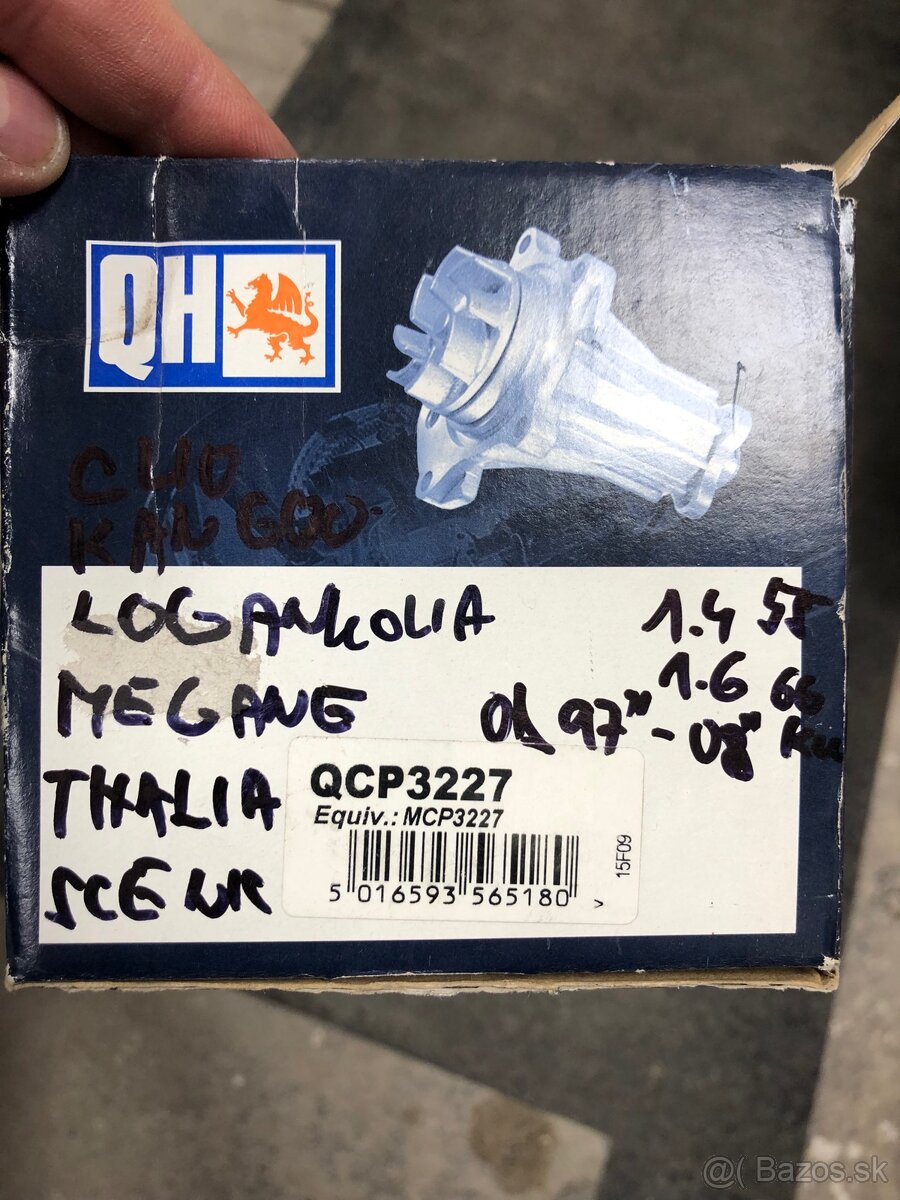 QH
CLIO
KANGOO
LOGAN KOLIA 1.4 55
MEGANE 1.6 66
Od 97" - 08" KW
THALIA
QCP3227
Equiv.: MCP3227
15F09
5 016593 565180 >
@( Bazos.sk